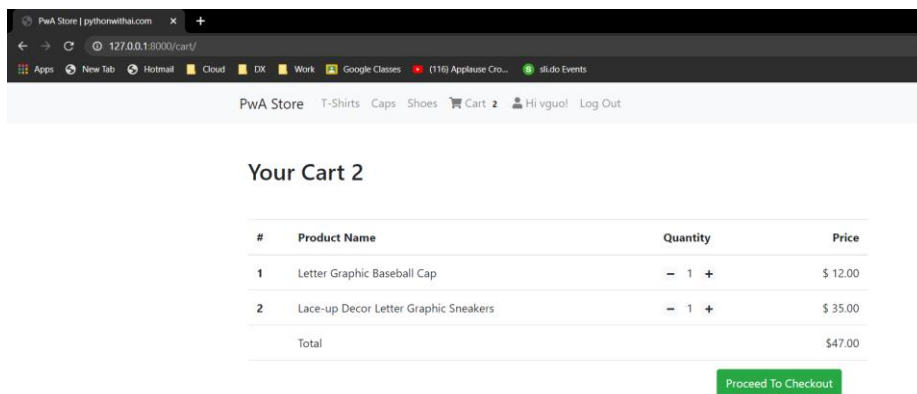 PwA Store | pythonwithai.com × +
127.0.0.1:8000/cart/
Apps New Tab Hotmail Cloud DX Work Google Classes (116) Applause Cro... sli.do Events
PwA Store T-Shirts Caps Shoes Cart 2 Hi vguo! Log Out
Your Cart 2
# Product Name Quantity Price
1 Letter Graphic Baseball Cap − 1 + $ 12.00
2 Lace-up Decor Letter Graphic Sneakers − 1 + $ 35.00
Total $47.00
Proceed To Checkout